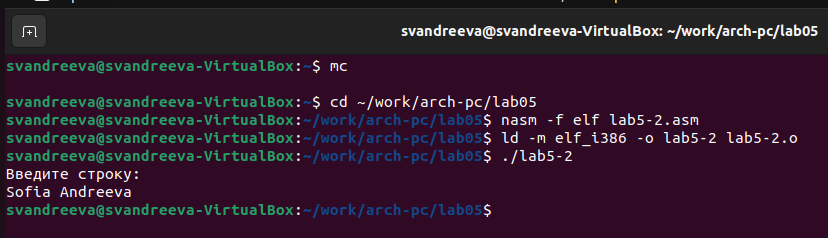 svandreeva@svandreeva-VirtualBox: ~/work/arch-pc/lab05
svandreeva@svandreeva-VirtualBox:~$ mc
svandreeva@svandreeva-VirtualBox:~$ cd ~/work/arch-pc/lab05
svandreeva@svandreeva-VirtualBox:~/work/arch-pc/lab05$ nasm -f elf lab5-2.asm
svandreeva@svandreeva-VirtualBox:~/work/arch-pc/lab05$ ld -m elf_i386 -o lab5-2 lab5-2.o
svandreeva@svandreeva-VirtualBox:~/work/arch-pc/lab05$ ./lab5-2
Введите строку:
Sofia Andreeva
svandreeva@svandreeva-VirtualBox:~/work/arch-pc/lab05$